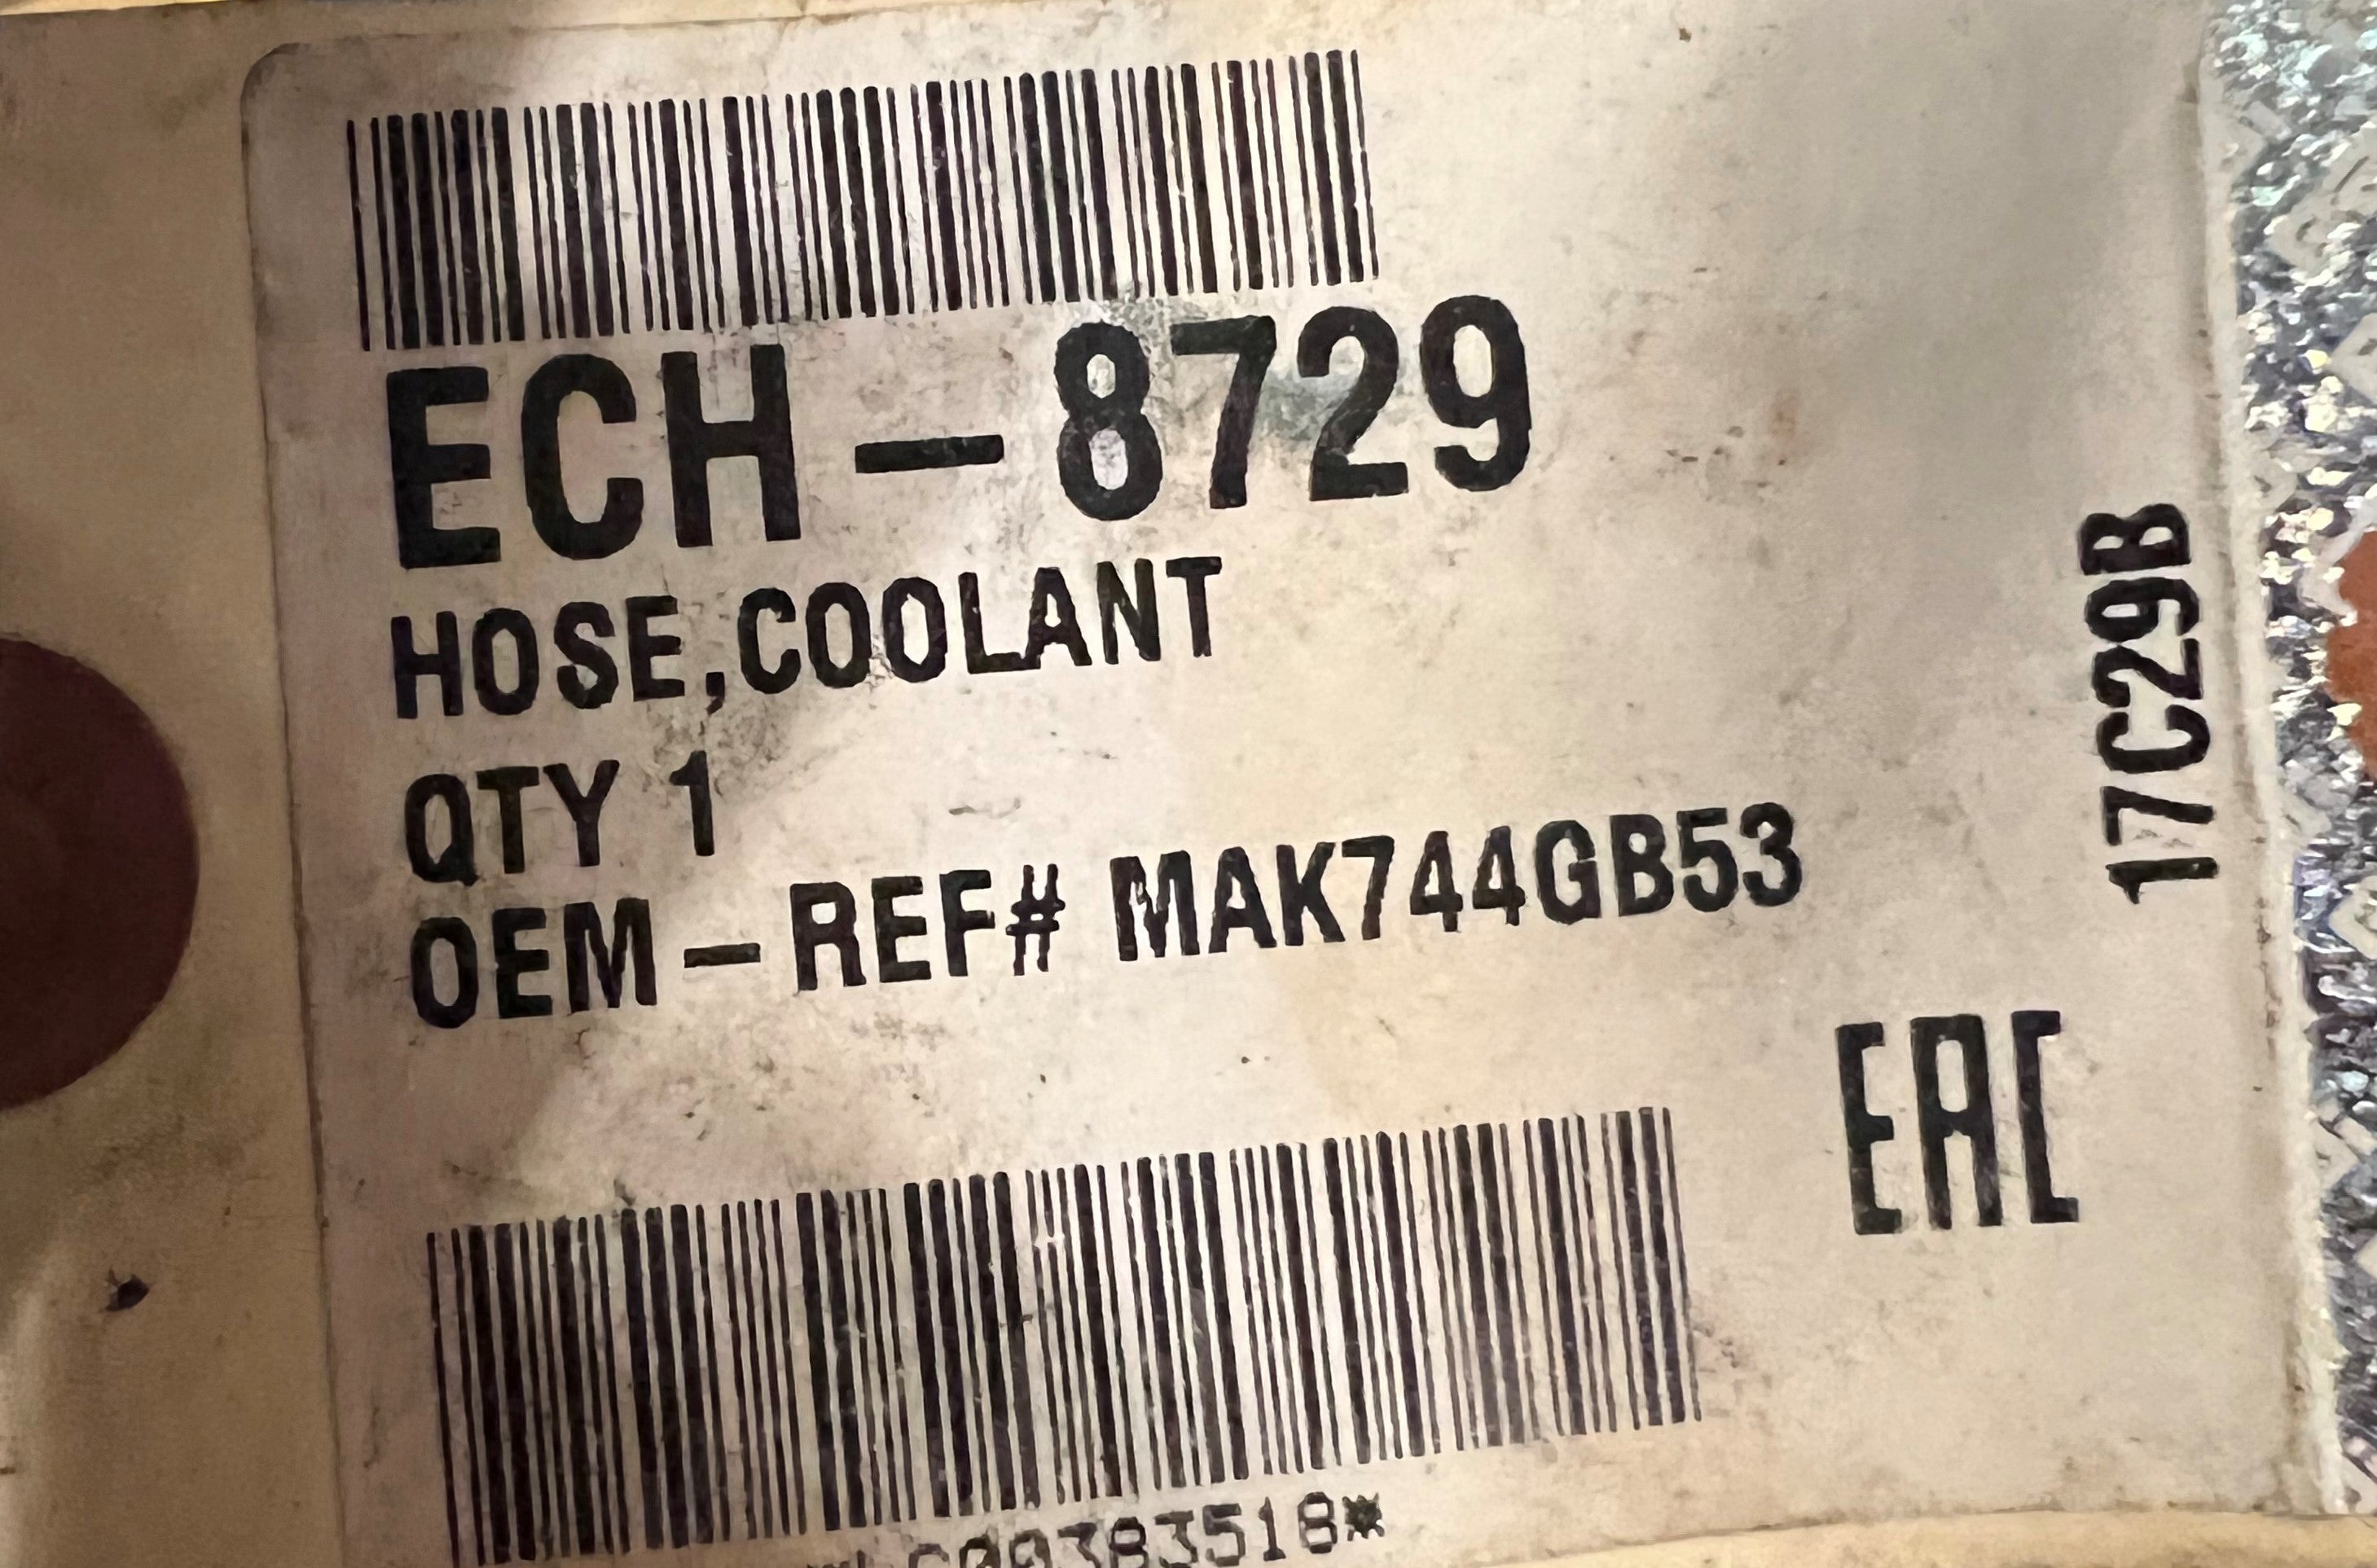 ECH-8729
HOSE,COOLANT
QTY 1
OEM-REF# MAK744GB53
17C29B
EAC